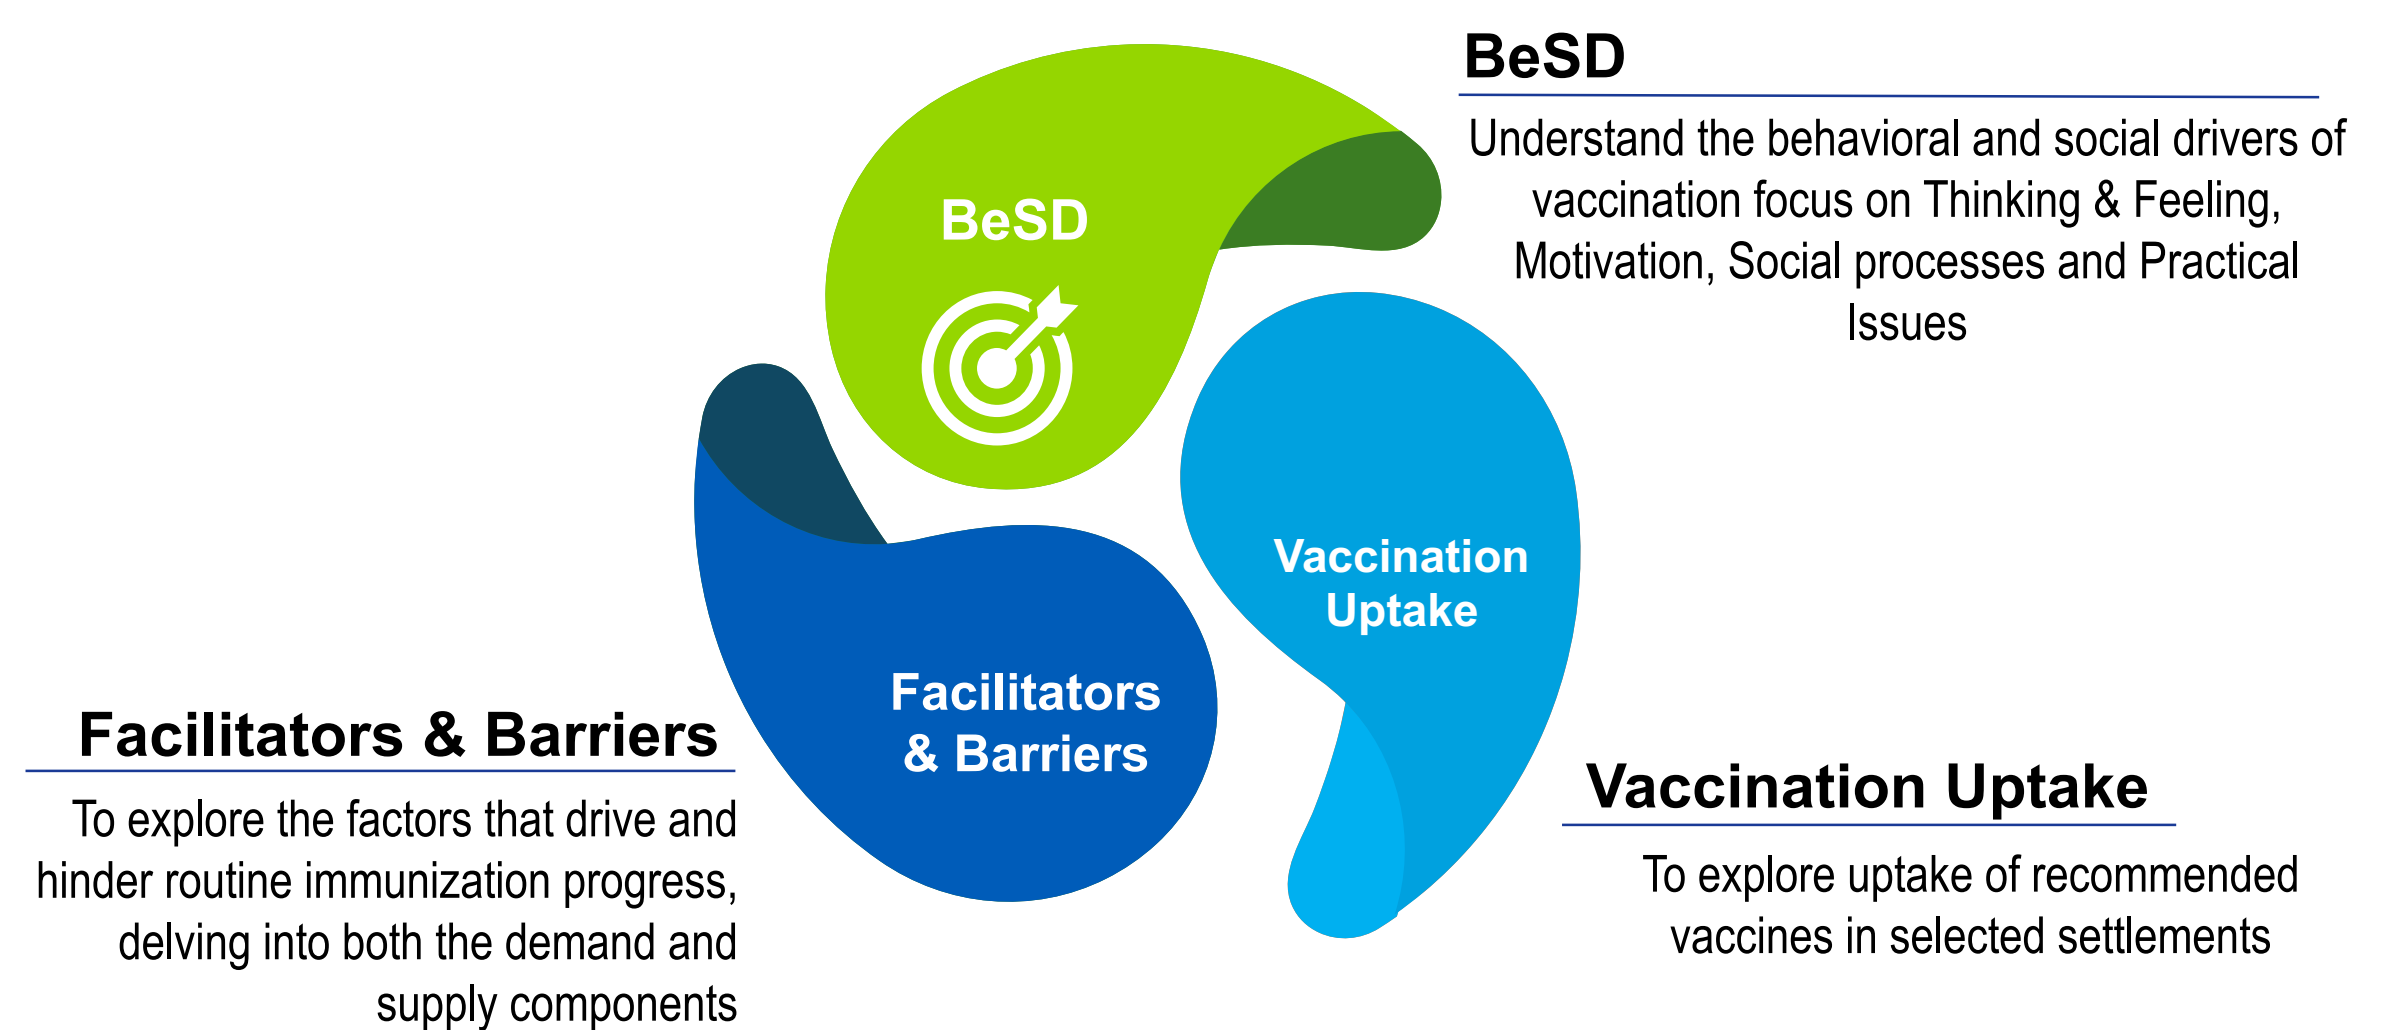 BeSD
Understand the behavioral and social drivers of
vaccination focus on Thinking & Feeling,
Motivation, Social processes and Practical
Issues
BeSD
Vaccination
Uptake
Facilitators
& Barriers
Facilitators & Barriers
To explore the factors that drive and
hinder routine immunization progress,
delving into both the demand and
supply components
Vaccination Uptake
To explore uptake of recommended
vaccines in selected settlements